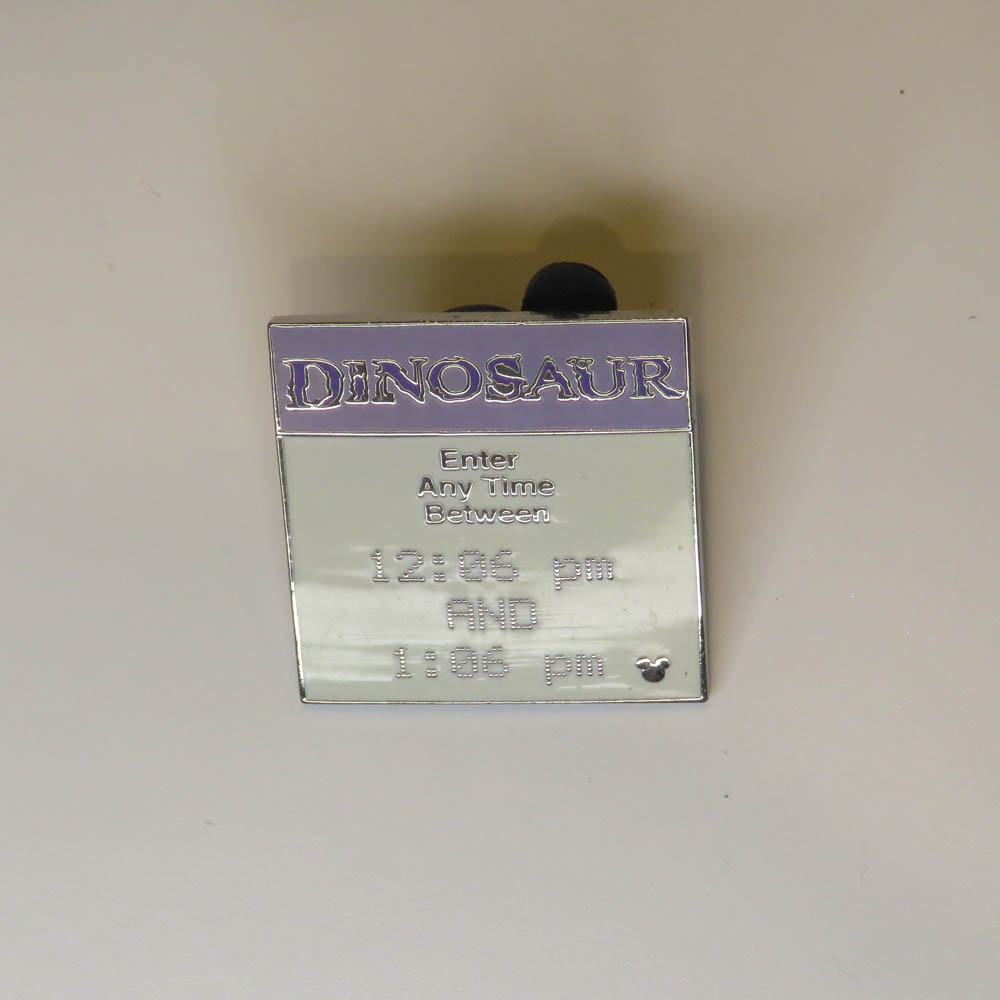 DINOSAUR
Enter
Any Time
Between
12:06 pm
AND
1:06 pm